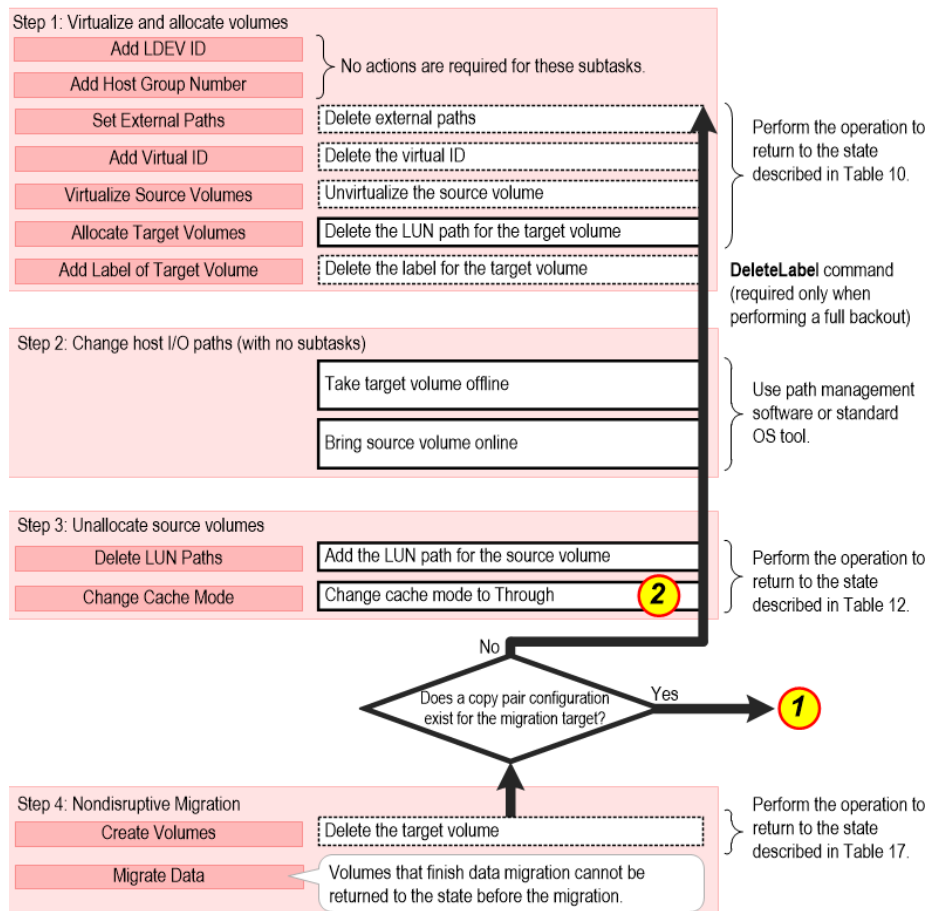 Step 1: Virtualize and allocate volumes
Add LDEV ID
Add Host Group Number
No actions are required for these subtasks.
Set External Paths
Delete external paths
Add Virtual ID
Delete the virtual ID
Virtualize Source Volumes
Unvirtualize the source volume
Allocate Target Volumes
Delete the LUN path for the target volume
Perform the operation to
return to the state
described in Table 10.
Add Label of Target Volume
Delete the label for the target volume
DeleteLabel command
(required only when
performing a full backout)
Step 2: Change host I/O paths (with no subtasks)
Take target volume offline
Bring source volume online
Use path management
software or standard
OS tool.
Step 3: Unallocate source volumes
Delete LUN Paths
Add the LUN path for the source volume
Change Cache Mode
Change cache mode to Through
2
Perform the operation to
return to the state
described in Table 12.
No
Does a copy pair configuration
exist for the migration target?
Yes
1
Step 4: Nondisruptive Migration
Create Volumes
Delete the target volume
Perform the operation to
return to the state
described in Table 17.
Migrate Data
Volumes that finish data migration cannot be
returned to the state before the migration.